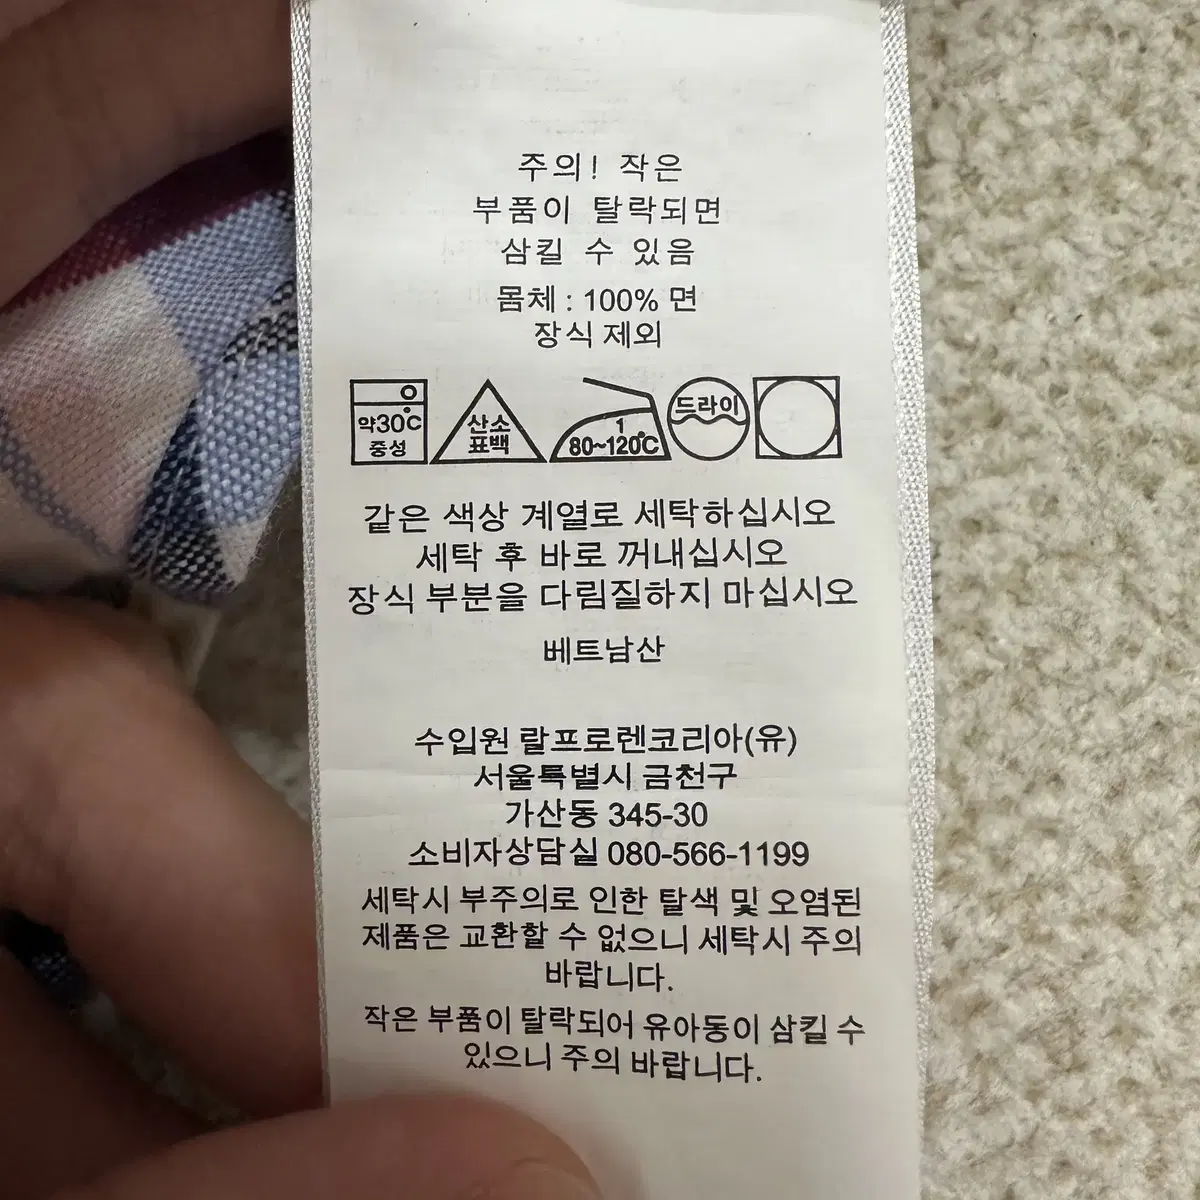 주의! 작은
부품이 탈락되면
삼킬 수 있음
몸체 : 100% 면
장식 제외
약30℃
중성
산소
표백
1
80~120℃
드라이
같은 색상 계열로 세탁하십시오
세탁 후 바로 꺼내십시오
장식 부분을 다림질하지 마십시오
베트남산
수입원 랄프로렌코리아(유)
서울특별시 금천구
가산동 345-30
소비자상담실 080-566-1199
세탁시 부주의로 인한 탈색 및 오염된
제품은 교환할 수 없으니 세탁시 주의
바랍니다.
작은 부품이 탈락되어 유아동이 삼킬 수
있으니 주의 바랍니다.